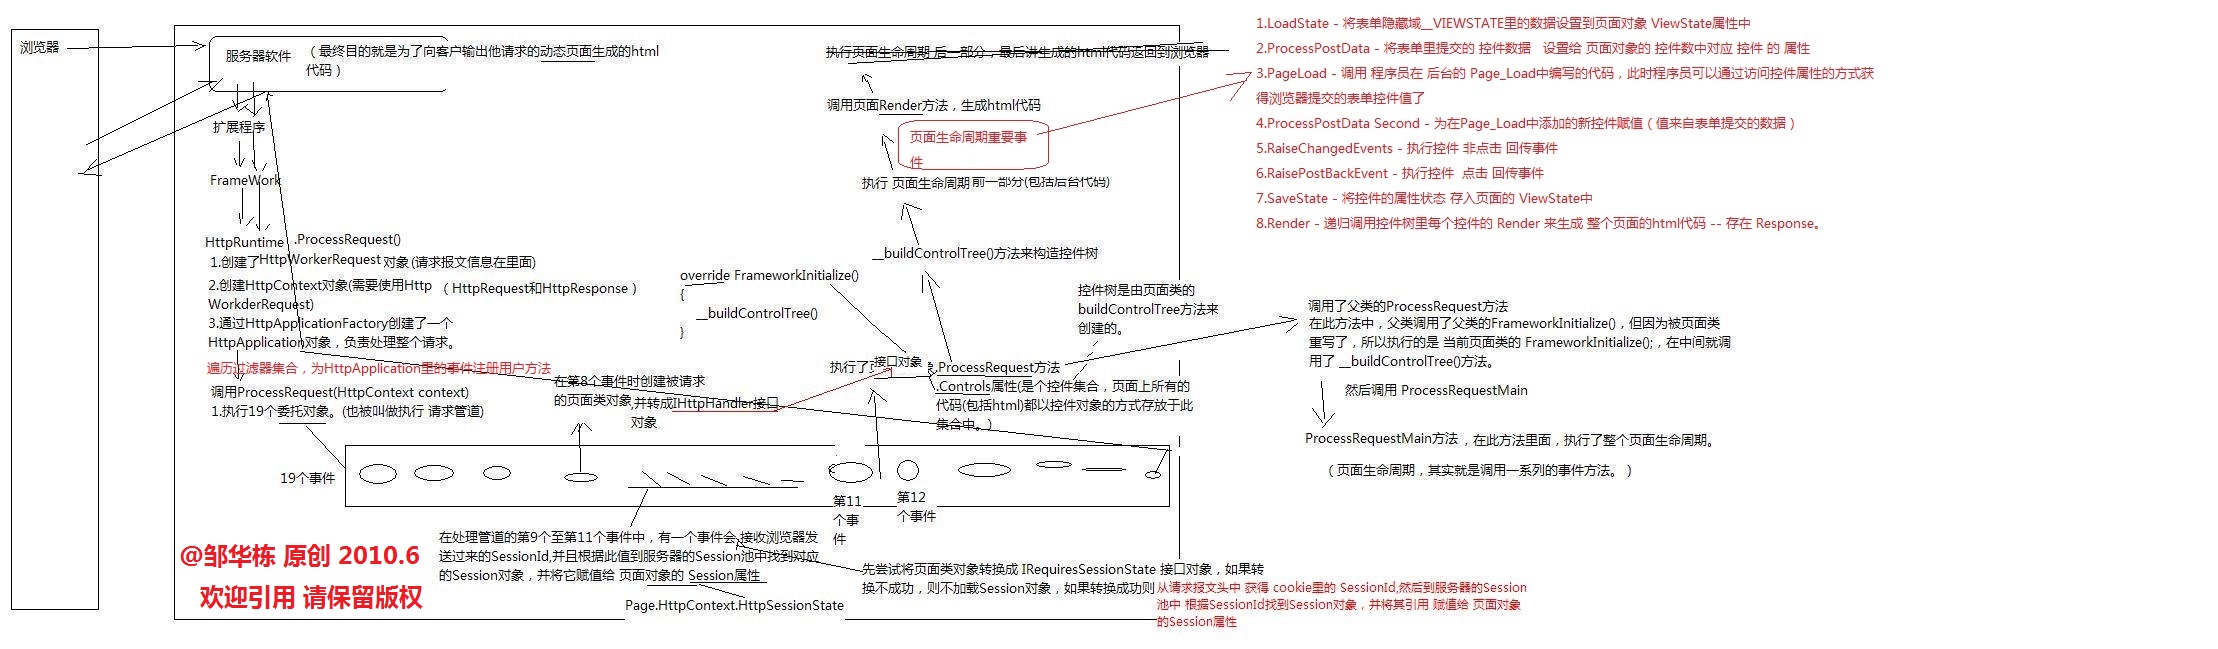 浏览器
服务器软件
（最终目的就是为了向客户输出他请求的动态页面生成的html
代码）
扩展程序
FrameWork
HttpRuntime .ProcessRequest()
1.创建了HttpWorkerRequest 对象(请求报文信息在里面)
2.创建HttpContext对象(需要使用Http （HttpRequest和HttpResponse）
WorkderRequest)
3.通过HttpApplicationFactory创建了一个
HttpApplication对象，负责处理整个请求。
遍历过滤器集合，为HttpApplication里的事件注册用户方法
调用ProcessRequest(HttpContext context)
1.执行19个委托对象。(也被叫做执行 请求管道)
19个事件
在第8个事件时创建被请求
的页面类对象,并转成IHttpHandler接口
对象
override FrameworkInitialize()
{
__buildControlTree()
}
执行页面生命周期 后一部分，最后讲生成的html代码返回到浏览器
调用页面Render方法，生成html代码
页面生命周期重要事
件
执行 页面生命周期前一部分(包括后台代码)
__buildControlTree()方法来构造控件树
控件树是由页面类的
buildControlTree方法来
创建的。
执行了 接口对象 .ProcessRequest方法
.Controls属性(是个控件集合，页面上所有的
代码(包括html)都以控件对象的方式存放于此
集合中。)
第11
个事
件
第12
个事件
在处理管道的第9个至第11个事件中，有一个事件会 接收浏览器发
送过来的SessionId,并且根据此值到服务器的Session池中找到对应
的Session对象，并将它赋值给 页面对象的 Session属性
Page.HttpContext.HttpSessionState
先尝试将页面类对象转换成 IRequiresSessionState 接口对象，如果转
换不成功，则不加载Session对象，如果转换成功则
从请求报文头中 获得 cookie里的 SessionId,然后到服务器的Session
池中 根据SessionId找到Session对象，并将其引用 赋值给 页面对象
的Session属性
@邹华栋 原创 2010.6
欢迎引用 请保留版权
1.LoadState - 将表单隐藏域__VIEWSTATE里的数据设置到页面对象 ViewState属性中
2.ProcessPostData - 将表单里提交的 控件数据 设置给 页面对象的 控件数中对应 控件 的 属性
3.PageLoad - 调用 程序员在 后台的 Page_Load中编写的代码，此时程序员可以通过访问控件属性的方式获
得浏览器提交的表单控件值了
4.ProcessPostData Second - 为在Page_Load中添加的新控件赋值（值来自表单提交的数据）
5.RaiseChangedEvents - 执行控件 非点击 回传事件
6.RaisePostBackEvent - 执行控件 点击 回传事件
7.SaveState - 将控件的属性状态 存入页面的 ViewState中
8.Render - 递归调用控件树里每个控件的 Render 来生成 整个页面的html代码 -- 存在 Response。
调用了父类的ProcessRequest方法
在此方法中，父类调用了父类的FrameworkInitialize()，但因为被页面类
重写了，所以执行的是 当前页面类的 FrameworkInitialize();，在中间就调
用了 __buildControlTree()方法。
然后调用 ProcessRequestMain
ProcessRequestMain方法 ，在此方法里面，执行了整个页面生命周期。
（页面生命周期，其实就是调用一系列的事件方法。）